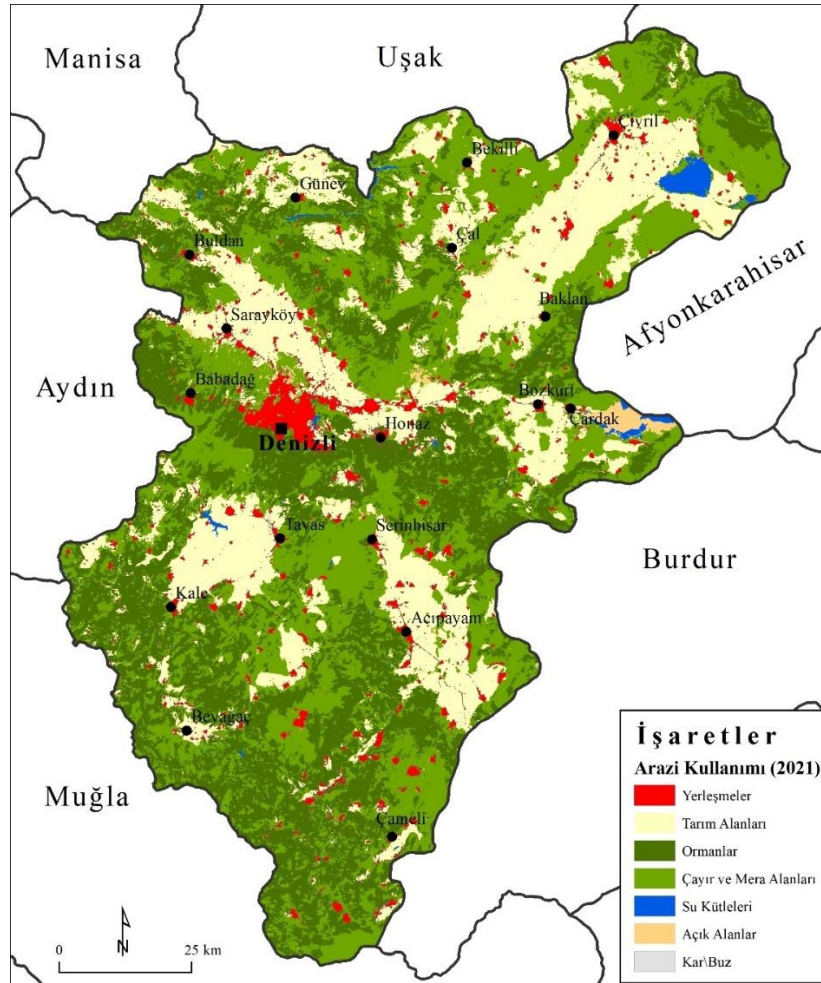 Manisa
Uşak
Çivril
Bekilli
Güney
Çal
Buldan
Afyonkarahisar
Baklan
Sarayköy
Aydın
Babadağ
Bozkurt
Çardak
Honaz
Denizli
Tavas
Serinhisar
Burdur
Kale
Acıpayam
Beyağaç
Muğla
Çameli
N
0 25 km
İşaretler
Arazi Kullanımı (2021)
Yerleşmeler
Tarım Alanları
Ormanlar
Çayır ve Mera Alanları
Su Kütleleri
Açık Alanlar
Kar\Buz